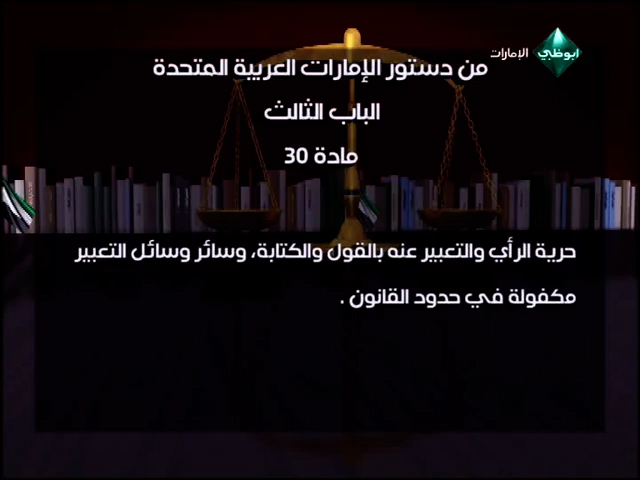 ابوظبي الإمارات
من دستور الإمارات العربية المتحدة
الباب الثالث
مادة 30
حرية الرأي والتعبير عنه بالقول والكتابة، وسائر وسائل التعبير
مكفولة في حدود القانون .